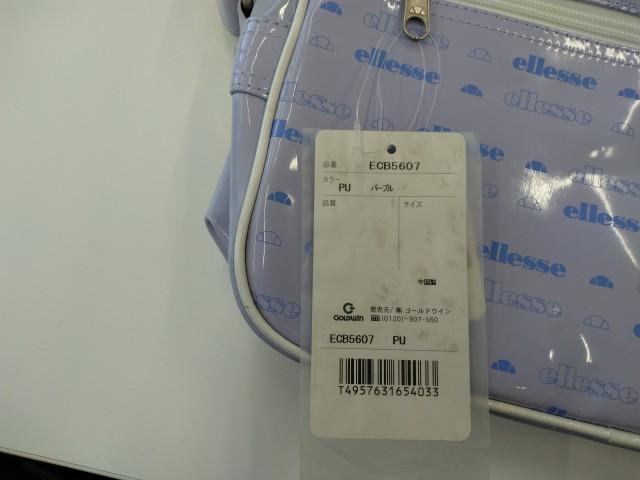 ellesse
ellesse
ellesse
ellesse
ellesse
ellesse
ellesse
ellesse
ellesse
品番 ECB5607
カラー
PU パープル
品質 サイズ
中国製
GOLDWIN
発売元/㈱ゴールドウイン
(0120)-307-560
ECB5607 PU
T4957631654033